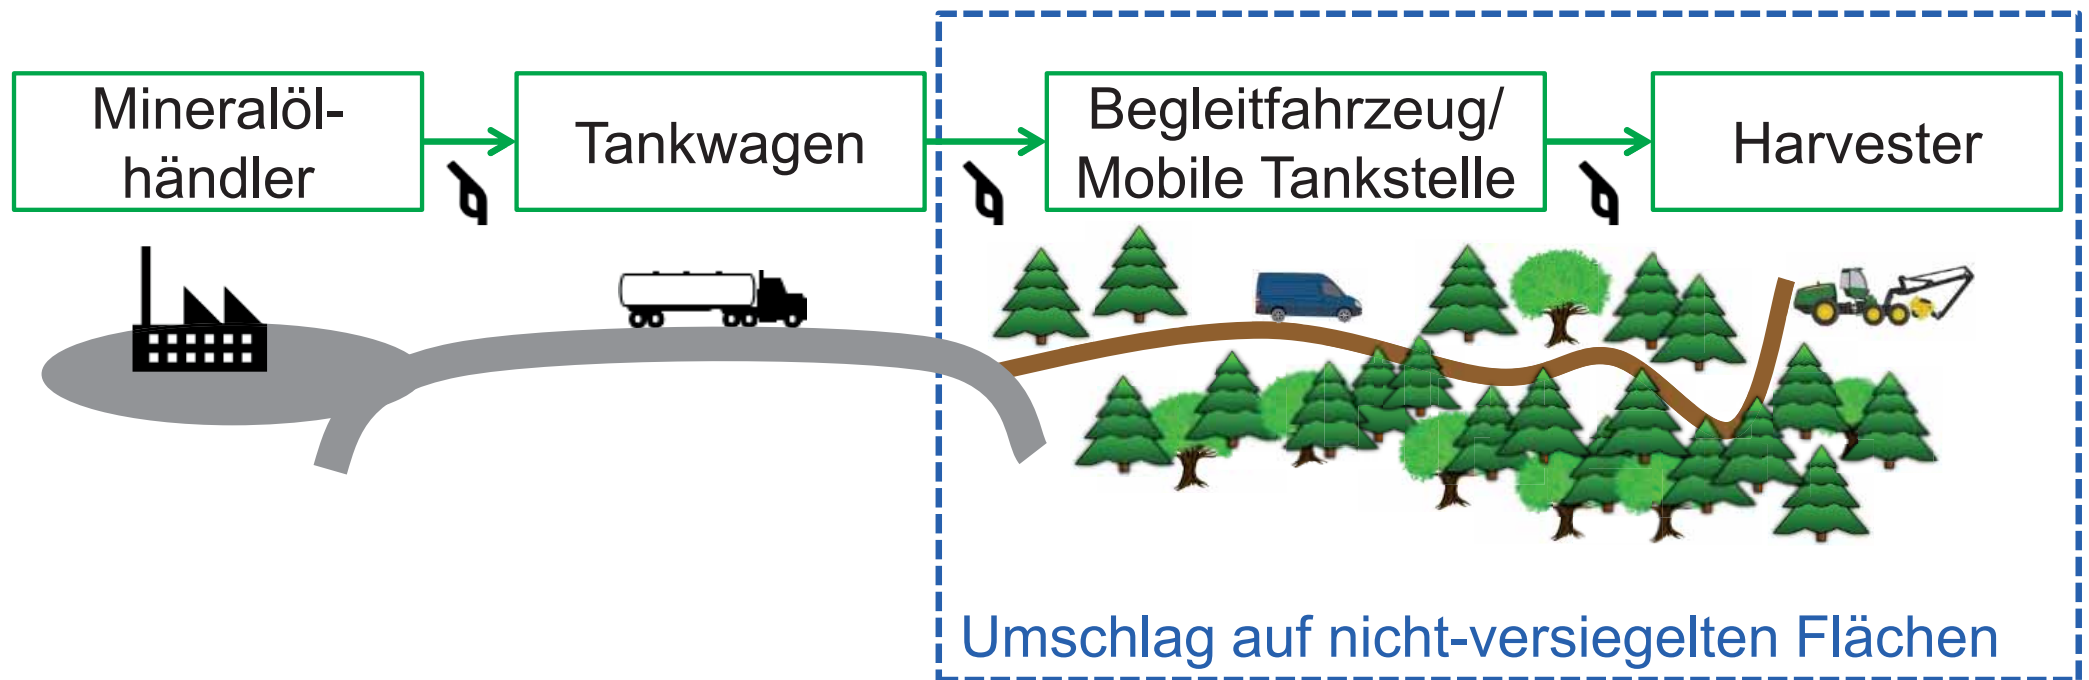 Mineralöl-
händler
Tankwagen
Begleitfahrzeug/
Mobile Tankstelle
Harvester
Umschlag auf nicht-versiegelten Flächen